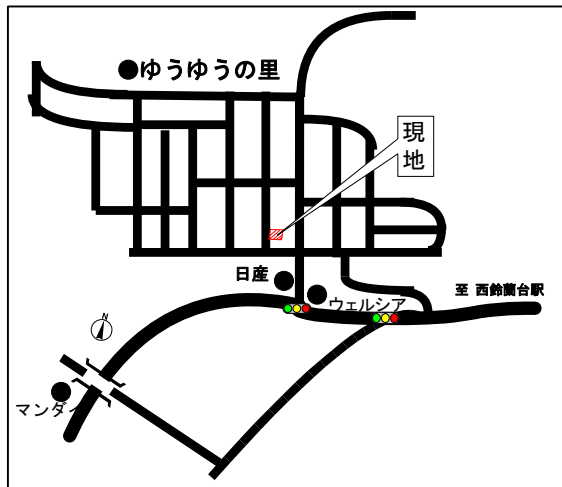 ゆうゆうの里
現地
日産
ウェルシア
至 西鈴蘭台駅
N
マンダイ